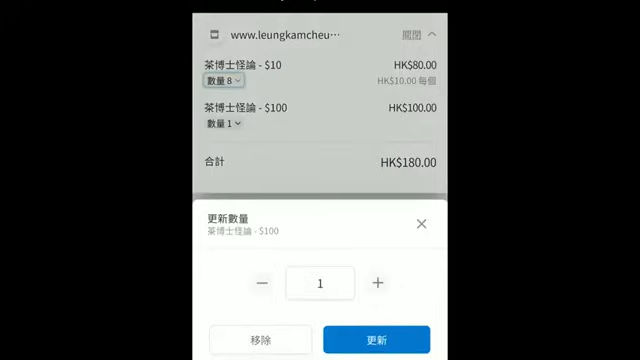 www.leungkamcheu… 關閉
茶博士怪論 - $10 HK$80.00
數量 8 HK$10.00 每個
茶博士怪論 - $100 HK$100.00
數量 1
合計 HK$180.00
更新數量
茶博士怪論 - $100
1
移除 更新